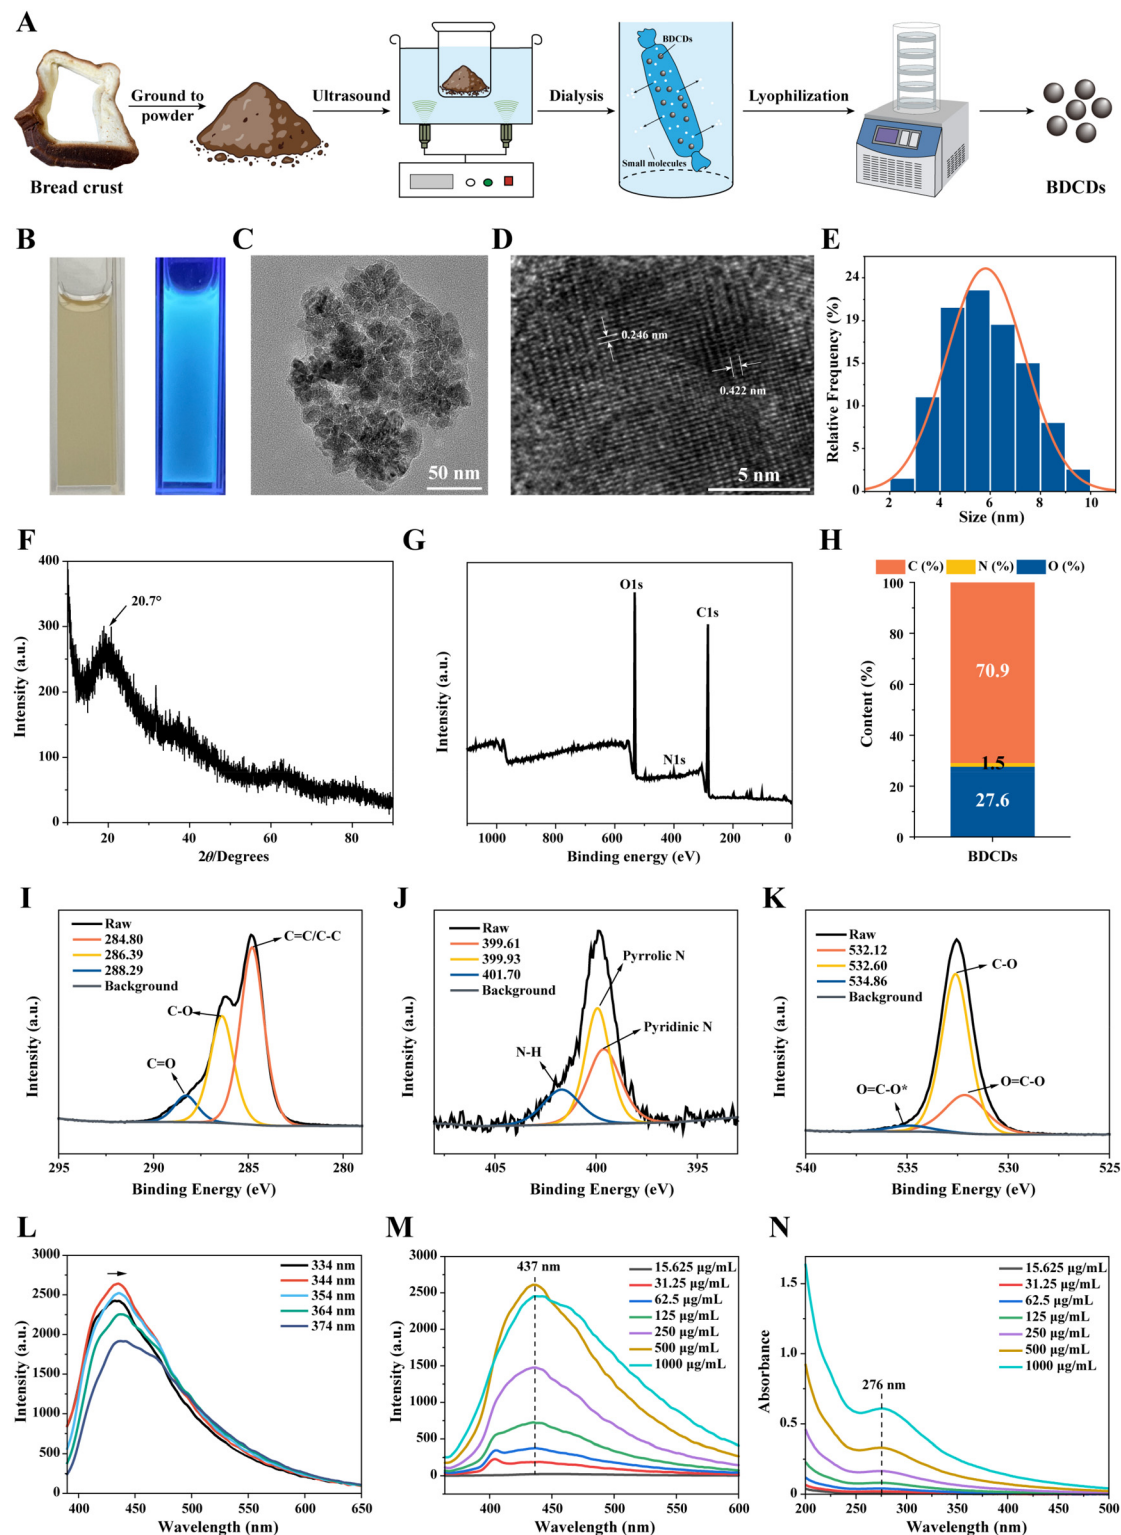 A
Ground to
powder
Ultrasound
Dialysis
BDCDs
Small molecules
Lyophilization
Bread crust
BDCDs
B
C
50 nm
D
0.246 nm
0.422 nm
5 nm
E
Relative Frequency (%)
24
19
15
10
5
0
2
4
6
8
10
Size (nm)
F
Intensity (a.u.)
400
300
200
100
0
20.7°
20
40
60
80
2θ/Degrees
G
Intensity (a.u.)
O1s
C1s
N1s
1000
800
600
400
200
0
Binding energy (eV)
H
C (%)
N (%)
O (%)
Content (%)
100
80
60
40
20
0
70.9
1.5
27.6
BDCDs
I
Intensity (a.u.)
Raw
284.80
286.39
288.29
Background
C=C/C-C
C-O
C=O
295
290
285
279
Binding Energy (eV)
J
Intensity (a.u.)
Raw
399.61
399.93
401.70
Background
Pyrrolic N
Pyridinic N
N-H
405
400
395
Binding Energy (eV)
K
Intensity (a.u.)
Raw
532.12
532.60
534.86
Background
C-O
O=C-O*
O=C-O
540
535
530
525
Binding Energy (eV)
L
Intensity (a.u.)
3000
2700
2400
2100
1800
1500
1200
900
600
300
0
334 nm
344 nm
354 nm
364 nm
374 nm
400
450
500
550
600
650
Wavelength (nm)
M
Intensity (a.u.)
3000
2500
2000
1500
1000
500
0
437 nm
15.625 μg/mL
31.25 μg/mL
62.5 μg/mL
125 μg/mL
250 μg/mL
500 μg/mL
1000 μg/mL
400
450
500
550
600
Wavelength (nm)
N
Absorbance
1.5
1.0
0.5
0.0
276 nm
15.625 μg/mL
31.25 μg/mL
62.5 μg/mL
125 μg/mL
250 μg/mL
500 μg/mL
1000 μg/mL
200
250
300
350
400
450
500
Wavelength (nm)